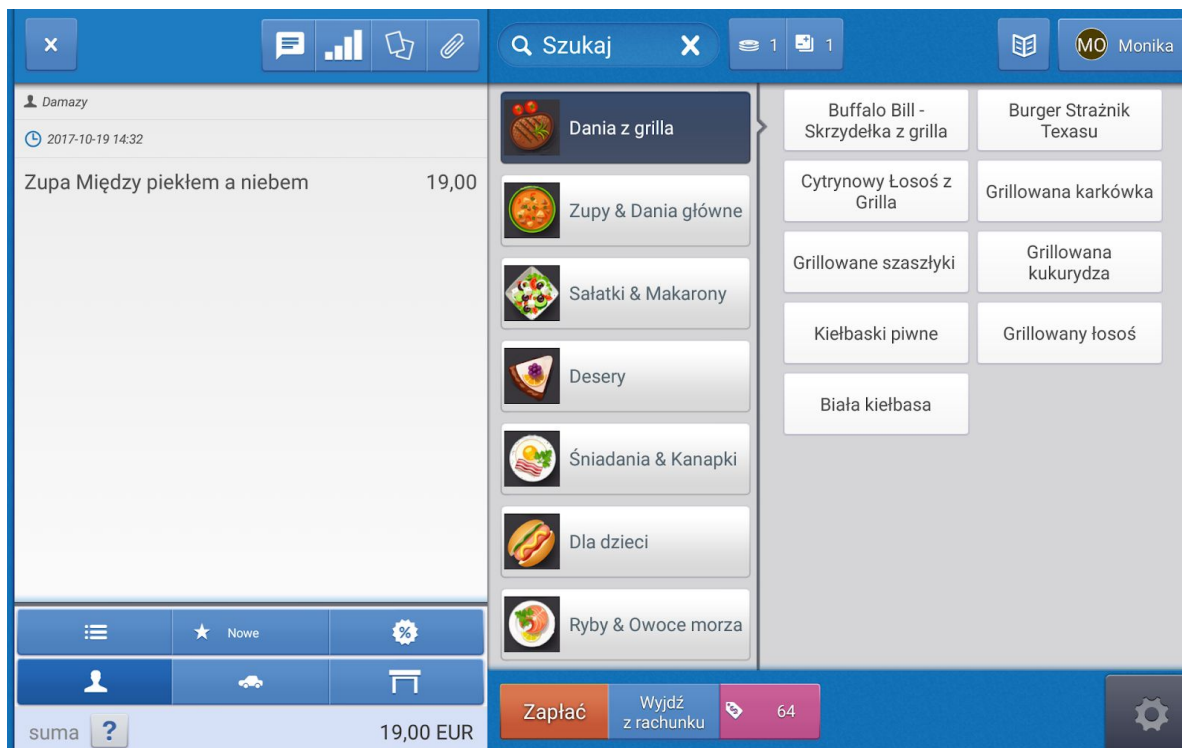 Szukaj
1
1
MO Monika
Damazy
2017-10-19 14:32
Zupa Między piekłem a niebem 19,00
Dania z grilla
Zupy & Dania główne
Sałatki & Makarony
Desery
Śniadania & Kanapki
Dla dzieci
Ryby & Owoce morza
Buffalo Bill -
Skrzydełka z grilla
Burger Strażnik
Texasu
Cytrynowy Łosoś z
Grilla
Grillowana karkówka
Grillowane szaszłyki
Grillowana
kukurydza
Kiełbaski piwne
Grillowany łosoś
Biała kiełbasa
Nowe
%
suma ? 19,00 EUR
Zapłać
Wyjdź
z rachunku
64